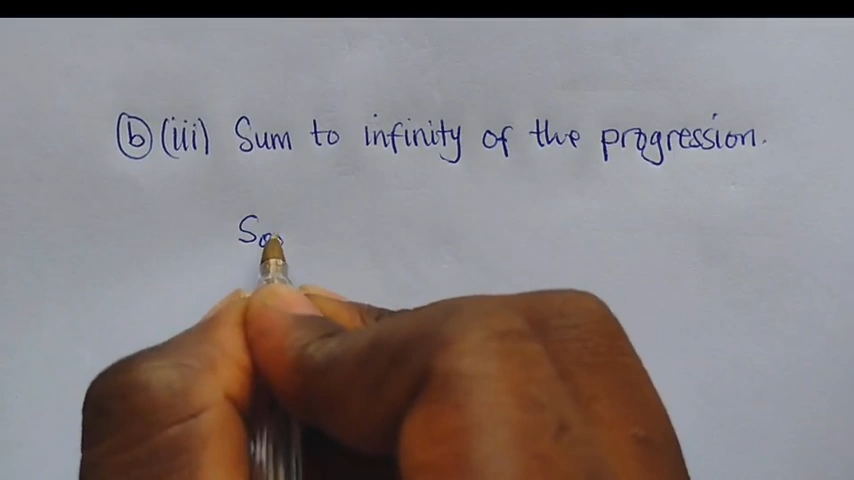 (b) (iii) Sum to infinity of the progression.
S∞